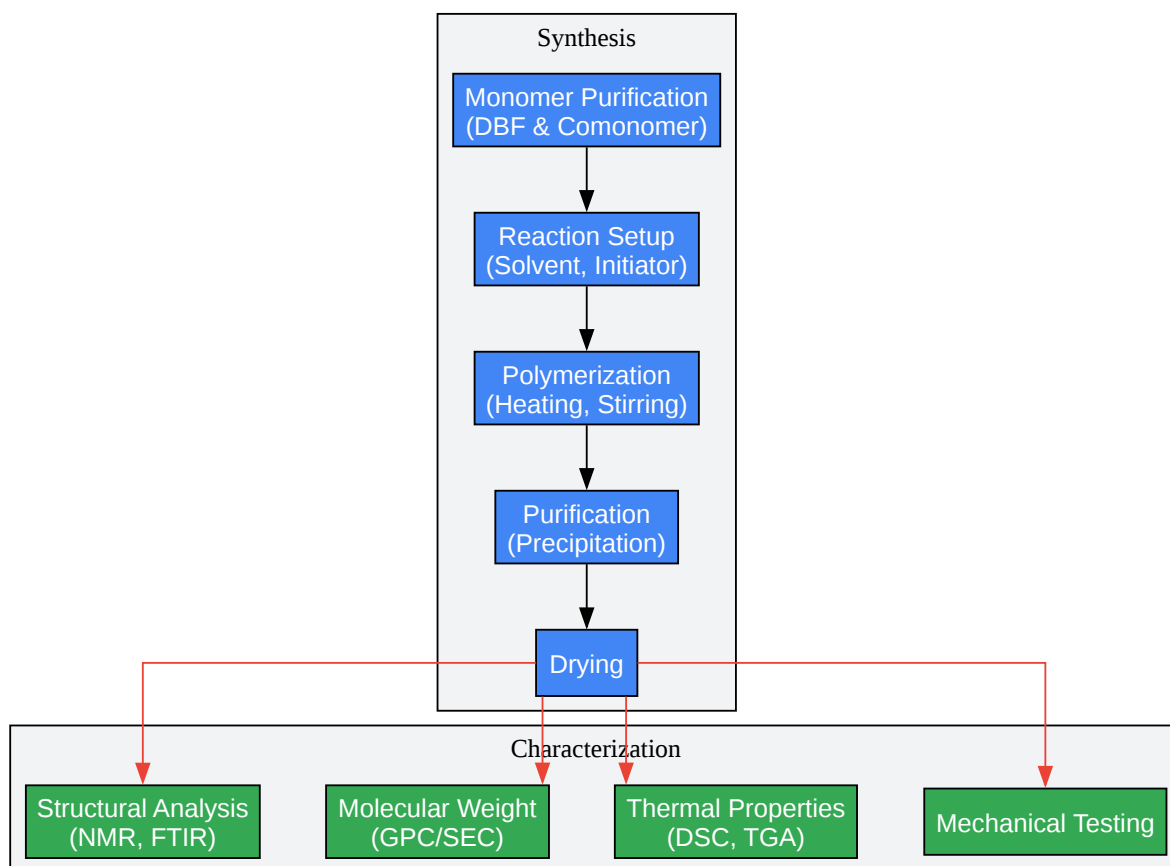 Synthesis
Monomer Purification
(DBF & Comonomer)
Reaction Setup
(Solvent, Initiator)
Polymerization
(Heating, Stirring)
Purification
(Precipitation)
Drying
Characterization
Structural Analysis
(NMR, FTIR)
Molecular Weight
(GPC/SEC)
Thermal Properties
(DSC, TGA)
Mechanical Testing